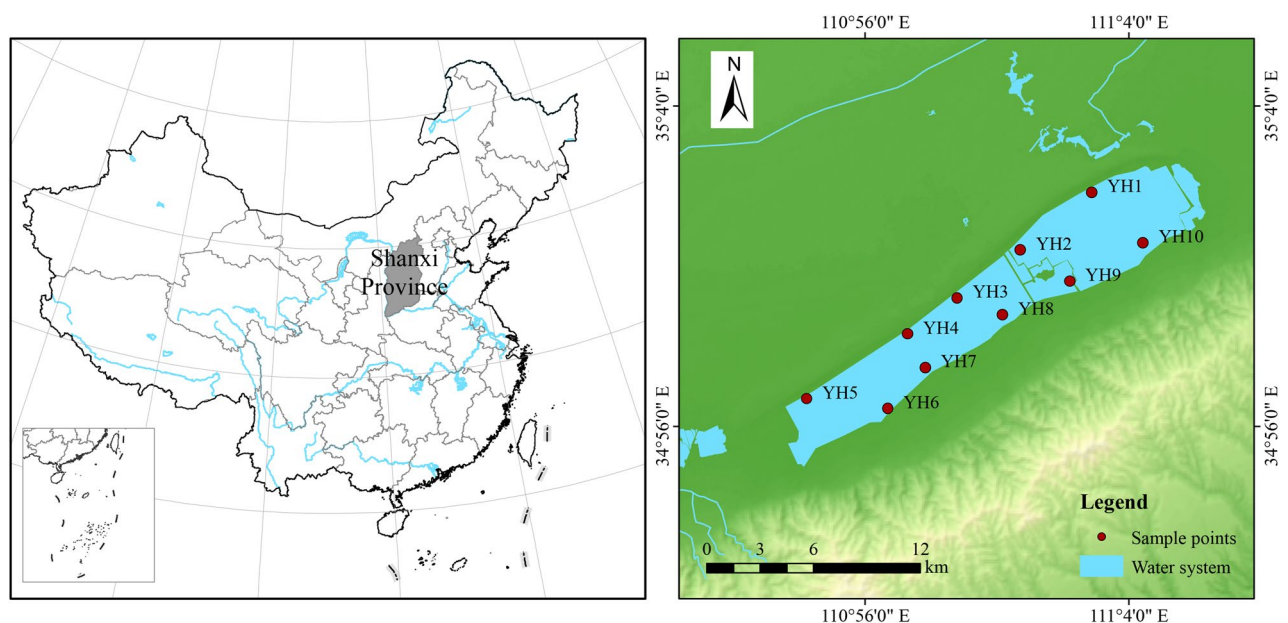 110°56'0" E
111°4'0" E
N
35°4'0" E
YH1
YH2
YH10
Shanxi
Province
YH9
YH3
YH8
YH4
YH7
YH5
YH6
34°56'0" E
35°4'0" E
34°56'0" E
Legend
Sample points
Water system
0
3
6
12
km
110°56'0" E
111°4'0" E